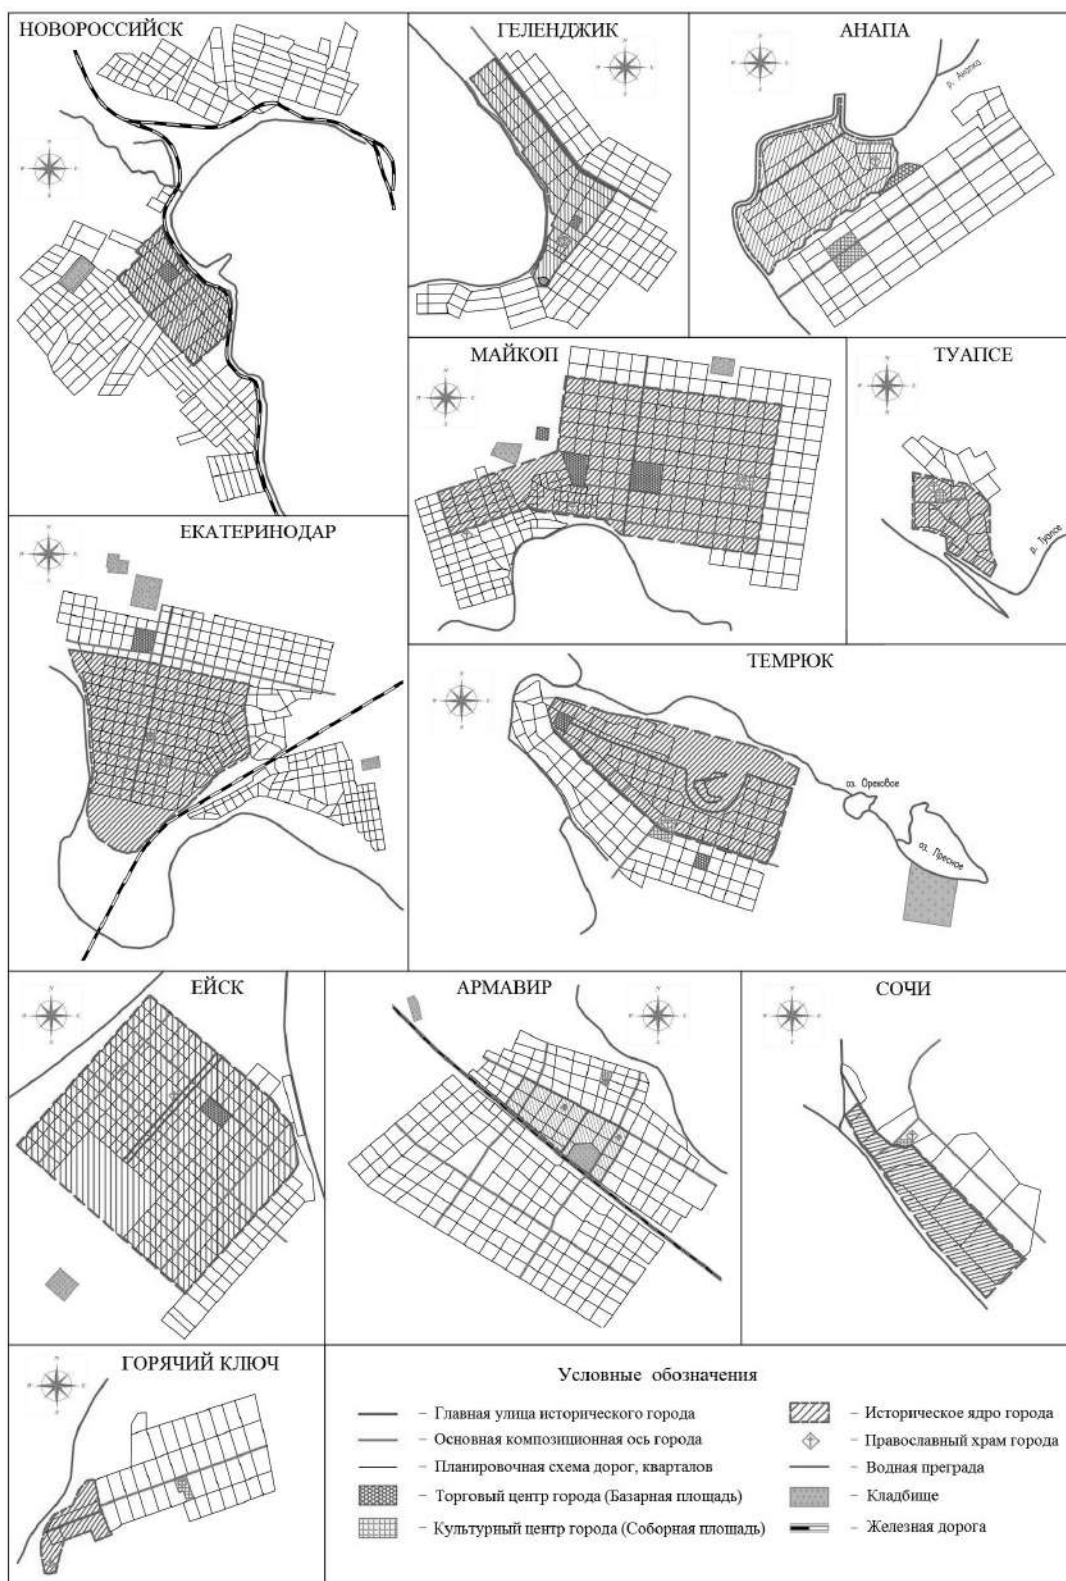 НОВОРОССИЙСК
ГЕЛЕНДЖИК
АНАПА
р. Анапка
МАЙКОП
ТУАПСЕ
р. Туапсе
ЕКАТЕРИНОДАР
ТЕМРЮК
оз. Ореховое
оз. Пресное
ЕЙСК
АРМАВИР
СОЧИ
ГОРЯЧИЙ КЛЮЧ
Условные обозначения
– Главная улица исторического города
– Основная композиционная ось города
– Планировочная схема дорог, кварталов
– Торговый центр города (Базарная площадь)
– Культурный центр города (Соборная площадь)
– Историческое ядро города
– Православный храм города
– Водная преграда
– Кладбище
– Железная дорога